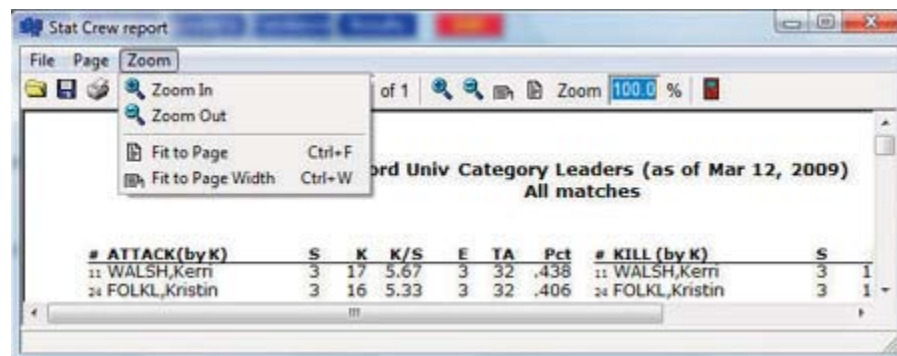 Stat Crew report
File Page Zoom
of 1 Zoom 100.0 %
Zoom In
Zoom Out
Fit to Page Ctrl+F
Fit to Page Width Ctrl+W
ord Univ Category Leaders (as of Mar 12, 2009)
All matches
# ATTACK(by K) S K K/S E TA Pct # KILL (by K) S
11 WALSH,Kerri 3 17 5.67 3 32 .438 11 WALSH,Kerri 3 1
24 FOLKL,Kristin 3 16 5.33 3 32 .406 24 FOLKL,Kristin 3 1